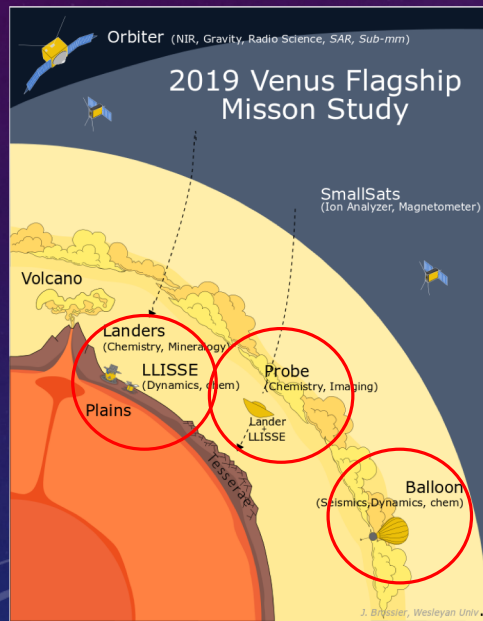 Orbiter (NIR, Gravity, Radio Science, SAR, Sub-mm)
2019 Venus Flagship
Misson Study
SmallSats
(Ion Analyzer, Magnetometer)
Volcano
Landers
(Chemistry, Mineralogy)
LLISSE
(Dynamics, chem)
Plains
Probe
(Chemistry, Imaging)
Lander
LLISSE
Tesserae
Balloon
(Seismics,Dynamics, chem)
J. Brossier, Wesleyan Univ.